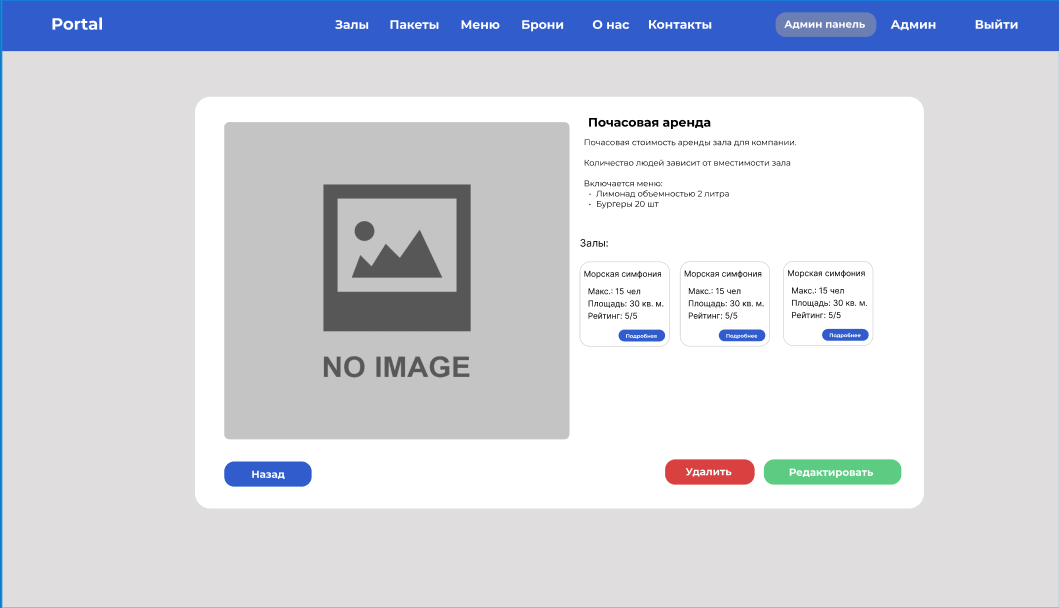 Portal
Залы Пакеты Меню Брони О нас Контакты Админ панель Админ Выйти
NO IMAGE
Почасовая аренда
Почасовая стоимость аренды зала для компании.
Количество людей зависит от вместимости зала
Включается меню:
- Лимонад объемностью 2 литра
- Бургеры 20 шт
Залы:
Морская симфония
Макс.: 15 чел
Площадь: 30 кв. м.
Рейтинг: 5/5
Подробнее
Морская симфония
Макс.: 15 чел
Площадь: 30 кв. м.
Рейтинг: 5/5
Подробнее
Морская симфония
Макс.: 15 чел
Площадь: 30 кв. м.
Рейтинг: 5/5
Подробнее
Назад
Удалить
Редактировать